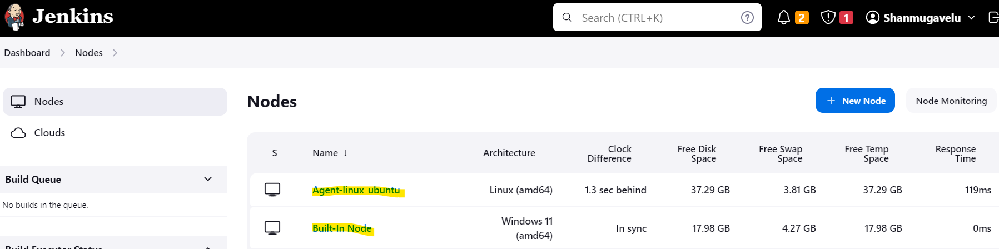 Jenkins
Search (CTRL+K)
?
2
1
Shanmugavelu
Dashboard > Nodes >
Nodes
Clouds
Build Queue
No builds in the queue.
Nodes
+ New Node
Node Monitoring
S Name ↓ Architecture Clock Difference Free Disk Space Free Swap Space Free Temp Space Response Time
Agent-linux_ubuntu Linux (amd64) 1.3 sec behind 37.29 GB 3.81 GB 37.29 GB 119ms
Built-In Node Windows 11 (amd64) In sync 17.98 GB 4.27 GB 17.98 GB 0ms